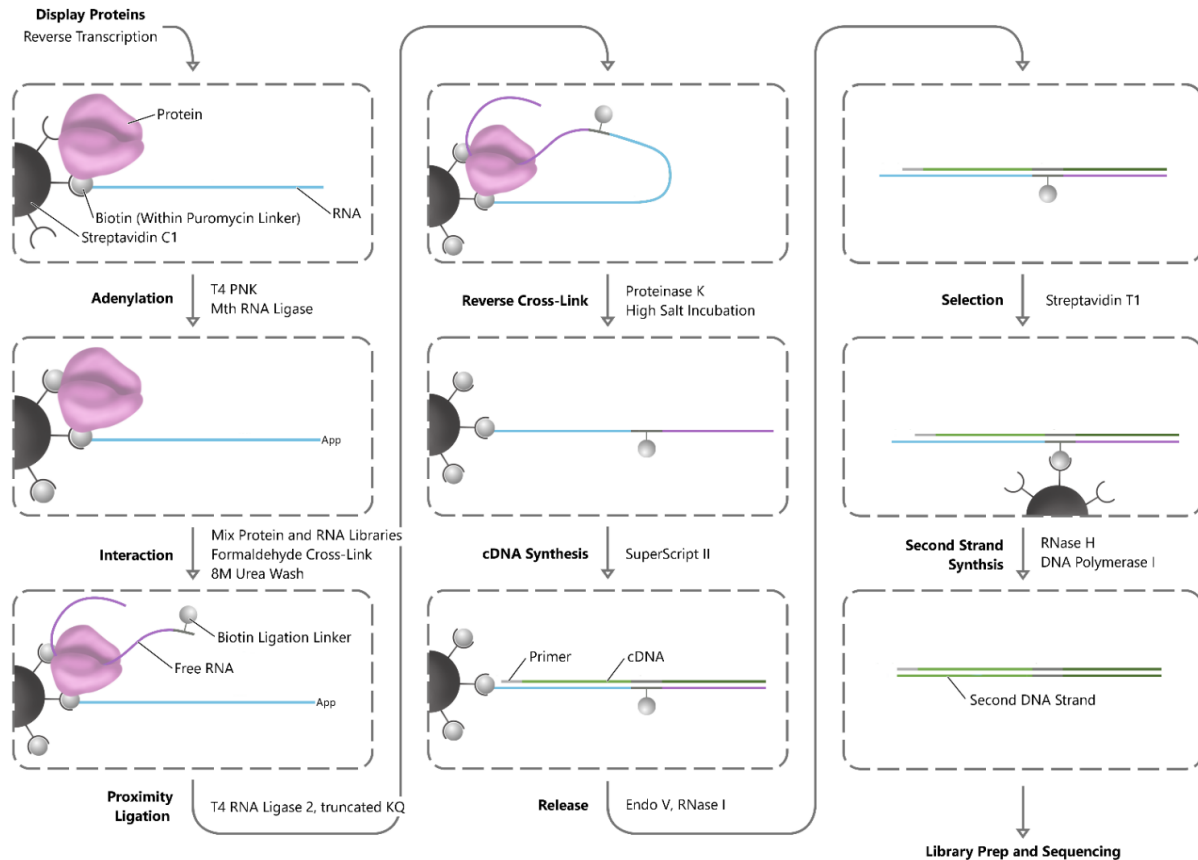 Display Proteins
Reverse Transcription
Protein
RNA
Biotin (Within Puromycin Linker)
Streptavidin C1
Adenylation
T4 PNK
Mth RNA Ligase
App
Interaction
Mix Protein and RNA Libraries
Formaldehyde Cross-Link
8M Urea Wash
Biotin Ligation Linker
Free RNA
App
Proximity
Ligation
T4 RNA Ligase 2, truncated KQ
Reverse Cross-Link
Proteinase K
High Salt Incubation
cDNA Synthesis
SuperScript II
Primer
cDNA
Release
Endo V, RNase I
Selection
Streptavidin T1
Second Strand
Synthsis
RNase H
DNA Polymerase I
Second DNA Strand
Library Prep and Sequencing